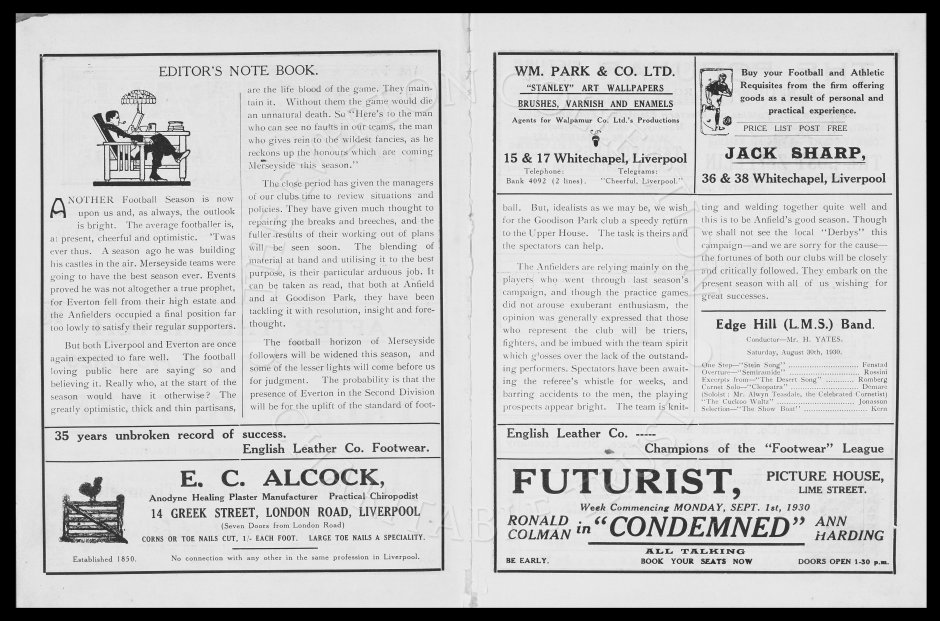 EDITOR'S NOTE BOOK.
ANOTHER Football Season is now
upon us and, as always, the outlook
is bright. The average footballer is,
at present, cheerful and optimistic. 'Twas
ever thus. A season ago he was building
his castles in the air. Merseyside teams were
going to have the best season ever. Events
proved he was not altogether a true prophet,
for Everton fell from their high estate and
the Anfielders occupied a final position far
too lowly to satisfy their regular supporters.
But both Liverpool and Everton are once
again expected to fare well. The football
loving public here are saying so and
believing it. Really who, at the start of the
season would have it otherwise? The
greatly optimistic, thick and thin partisans,
are the life blood of the game. They main-
tain it. Without them the game would die
an unnatural death. So "Here's to the man
who can see no faults in our teams, the man
who gives rein to the wildest fancies, as he
reckons up the honours which are coming
Merseyside this season."
The close period has given the managers
of our clubs time to review situations and
policies. They have given much thought to
repairing the breaks and breeches, and the
fuller results of their working out of plans
will be seen soon. The blending of
material at hand and utilising it to the best
purpose, is their particular arduous job. It
can be taken as read, that both at Anfield
and at Goodison Park, they have been
tackling it with resolution, insight and fore-
thought.
The football horizon of Merseyside
followers will be widened this season, and
some of the lesser lights will come before us
for judgment. The probability is that the
presence of Everton in the Second Division
will be for the uplift of the standard of foot-
35 years unbroken record of success.
English Leather Co. Footwear.
E. C. ALCOCK,
Anodyne Healing Plaster Manufacturer Practical Chiropodist
14 GREEK STREET, LONDON ROAD, LIVERPOOL
(Seven Doors from London Road)
CORNS OR TOE NAILS CUT, 1/- EACH FOOT. LARGE TOE NAILS A SPECIALITY.
Established 1850. No connection with any other in the same profession in Liverpool.
WM. PARK & CO. LTD.
"STANLEY" ART WALLPAPERS
BRUSHES, VARNISH AND ENAMELS
Agents for Walpamur Co. Ltd.'s Productions
15 & 17 Whitechapel, Liverpool
Telephone: Telegrams:
Bank 4092 (2 lines). "Cheerful, Liverpool."
Buy your Football and Athletic
Requisites from the firm offering
goods as a result of personal and
practical experience.
PRICE LIST POST FREE
JACK SHARP,
36 & 38 Whitechapel, Liverpool
ball. But, idealists as we may be, we wish
for the Goodison Park club a speedy return
to the Upper House. The task is theirs and
the spectators can help.
The Anfielders are relying mainly on the
players who went through last season's
campaign, and though the practice games
did not arouse exuberant enthusiasm, the
opinion was generally expressed that those
who represent the club will be triers,
fighters, and be imbued with the team spirit
which glosses over the lack of the outstand-
ing performers. Spectators have been await-
ing the referee's whistle for weeks, and
barring accidents to the men, the playing
prospects appear bright. The team is knit-
ting and welding together quite well and
this is to be Anfield's good season. Though
we shall not see the local "Derbys" this
campaign—and we are sorry for the cause—
the fortunes of both our clubs will be closely
and critically followed. They embark on the
present season with all of us wishing for
great successes.
Edge Hill (L.M.S.) Band.
Conductor—Mr. H. YATES.
Saturday, August 30th, 1930.
One Step—"Stein Song" Fenstad
Overture—"Semiramide" Rossini
Excerpts from—"The Desert Song" Romberg
Cornet Solo—"Cleopatra" Demare
(Soloist: Mr. Alwyn Teasdale, the Celebrated Cornetist)
"The Cuckoo Waltz" Jonasson
Selection—"The Show Boat" Kern
English Leather Co. -----
Champions of the "Footwear" League
FUTURIST, PICTURE HOUSE,
LIME STREET.
Week Commencing MONDAY, SEPT. 1st, 1930
RONALD COLMAN in "CONDEMNED" ANN HARDING
ALL TALKING
BE EARLY. BOOK YOUR SEATS NOW DOORS OPEN 1-30 p.m.